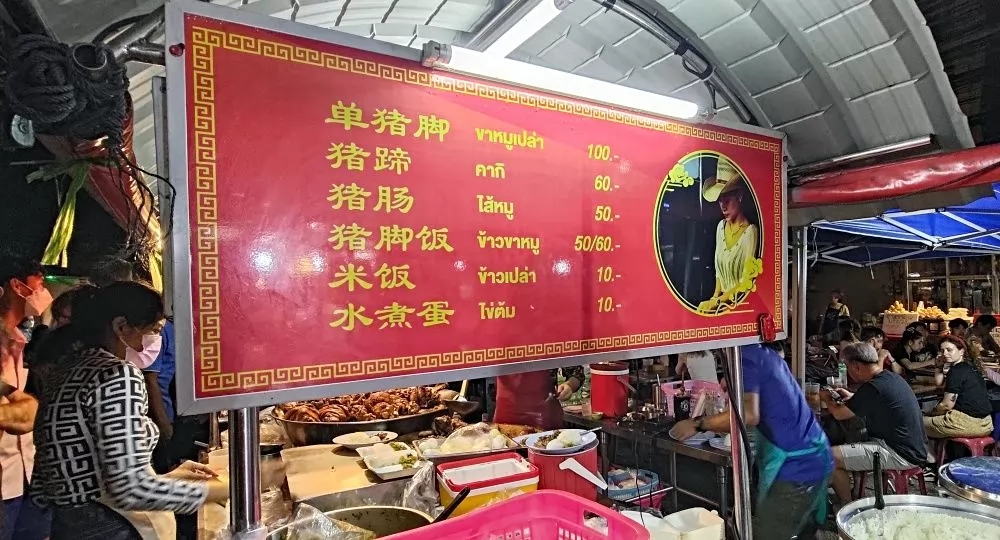 单猪脚 ขาหมูเปล่า 100.-
猪蹄 คากิ 60.-
猪肠 ไส้หมู 50.-
猪脚饭 ข้าวขาหมู 50/60.-
米饭 ข้าวเปล่า 10.-
水煮蛋 ไข่ต้ม 10.-